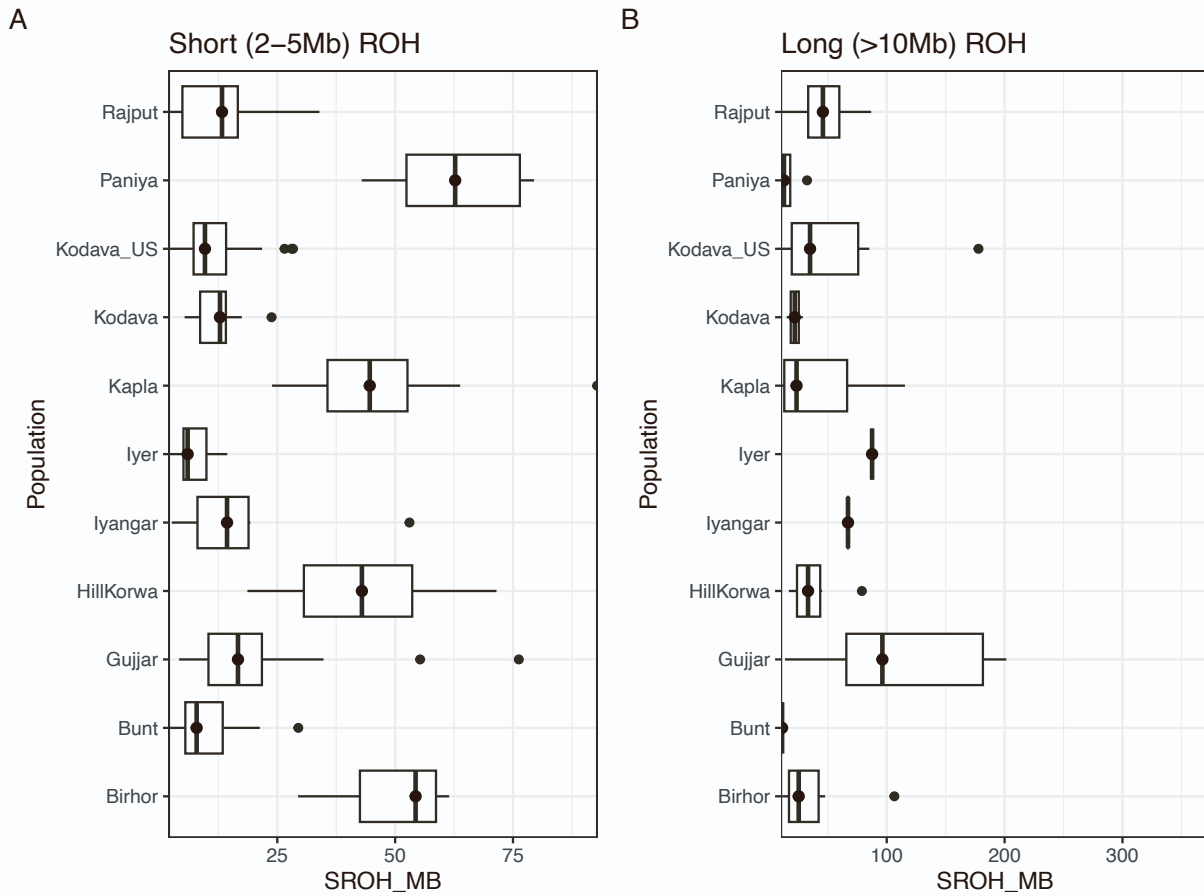 A
Short (2−5Mb) ROH
Population
Rajput
Paniya
Kodava_US
Kodava
Kapla
Iyer
Iyangar
HillKorwa
Gujjar
Bunt
Birhor
25 50 75
SROH_MB
B
Long (>10Mb) ROH
Population
Rajput
Paniya
Kodava_US
Kodava
Kapla
Iyer
Iyangar
HillKorwa
Gujjar
Bunt
Birhor
100 200 300
SROH_MB